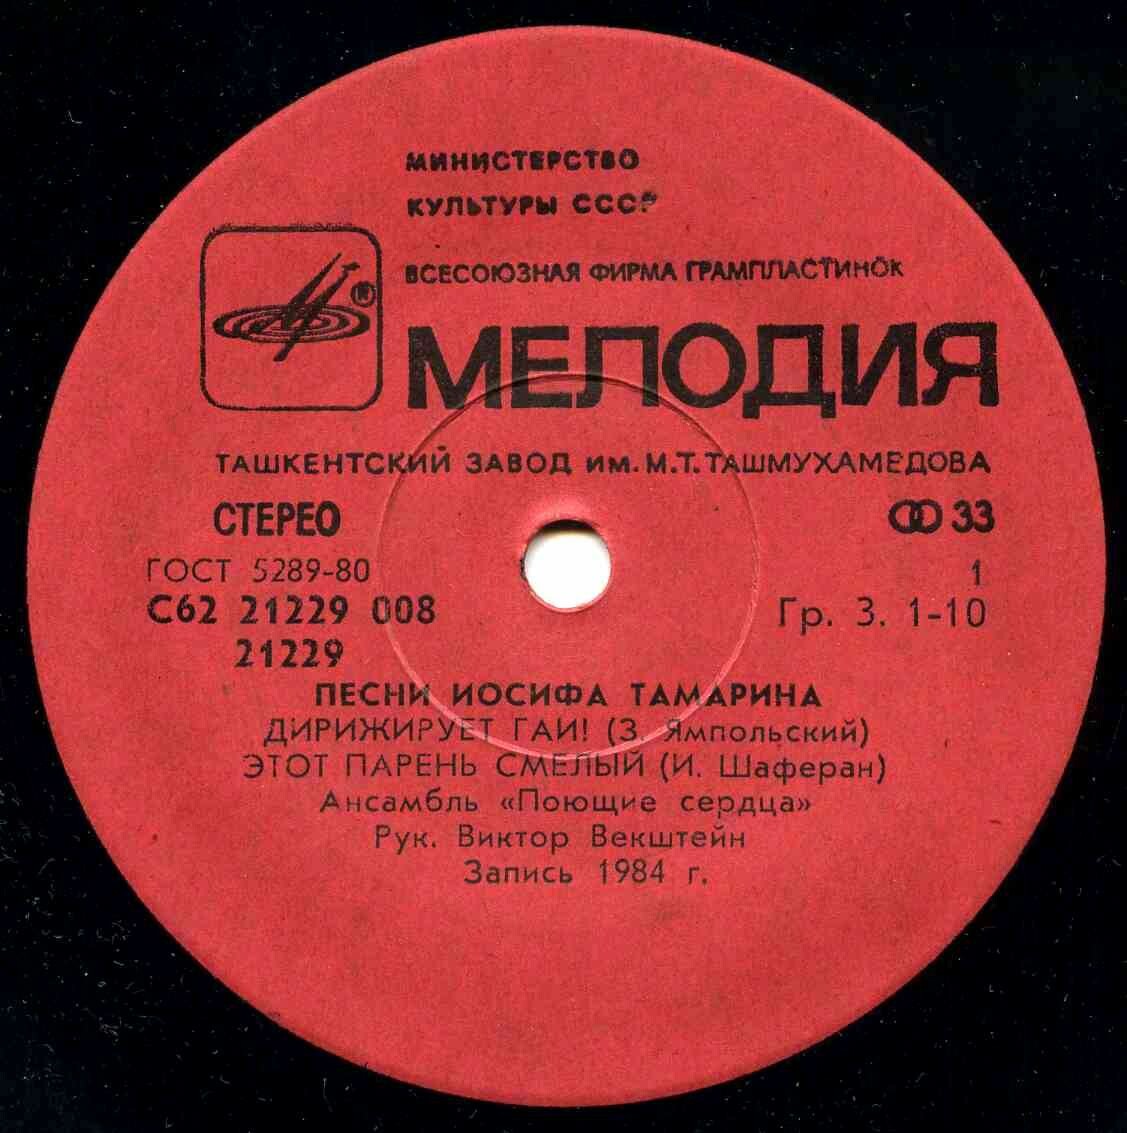 МИНИСТЕРСТВО
КУЛЬТУРЫ СССР
ВСЕСОЮЗНАЯ ФИРМА ГРАМПЛАСТИНОК
®
МЕЛОДИЯ
ТАШКЕНТСКИЙ ЗАВОД ИМ. М.Т. ТАШМУХАМЕДОВА
СТЕРЕО 33
ГОСТ 5289-80 1
С62 21229 008 Гр. 3. 1-10
21229
ПЕСНИ ИОСИФА ТАМАРИНА
ДИРИЖИРУЕТ ГАИ! (З. Ямпольский)
ЭТОТ ПАРЕНЬ СМЕЛЫЙ (И. Шаферан)
Ансамбль «Поющие сердца»
Рук. Виктор Векштейн
Запись 1984 г.